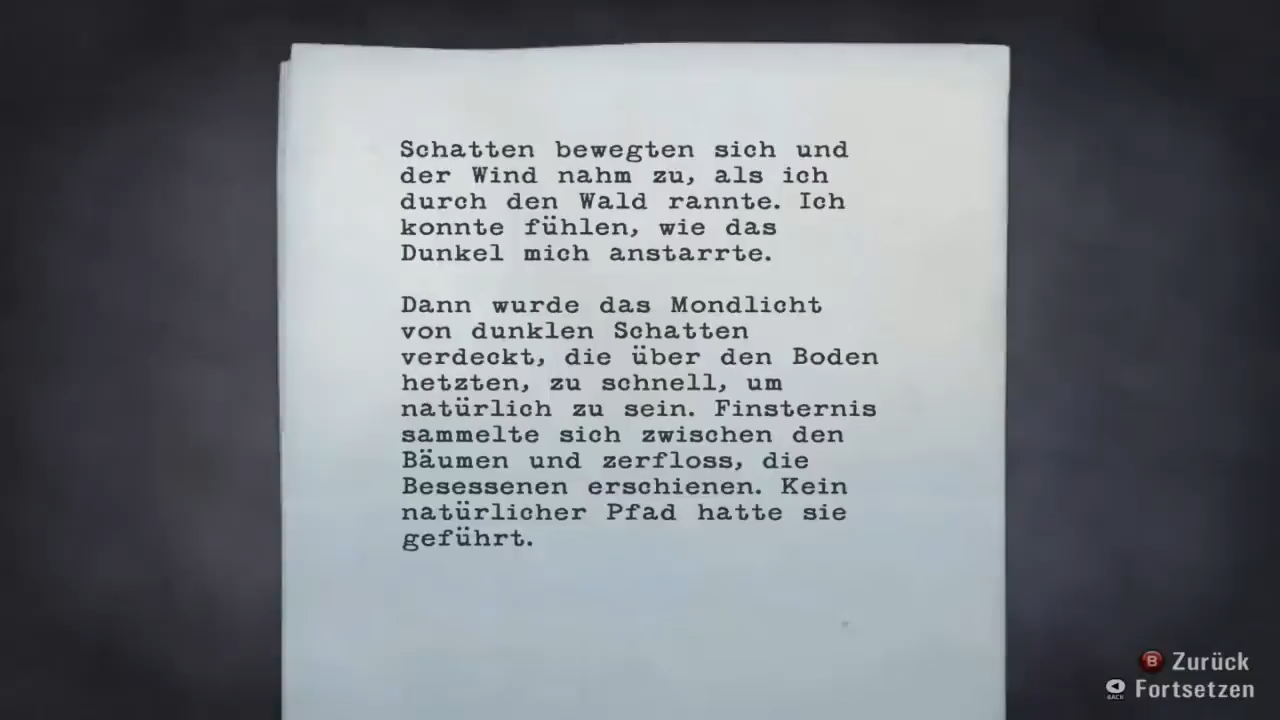 Schatten bewegten sich und
der Wind nahm zu, als ich
durch den Wald rannte. Ich
konnte fühlen, wie das
Dunkel mich anstarrte.
Dann wurde das Mondlicht
von dunklen Schatten
verdeckt, die über den Boden
hetzten, zu schnell, um
natürlich zu sein. Finsternis
sammelte sich zwischen den
Bäumen und zerfloss, die
Besessenen erschienen. Kein
natürlicher Pfad hatte sie
geführt.
B Zurück
BACK Fortsetzen